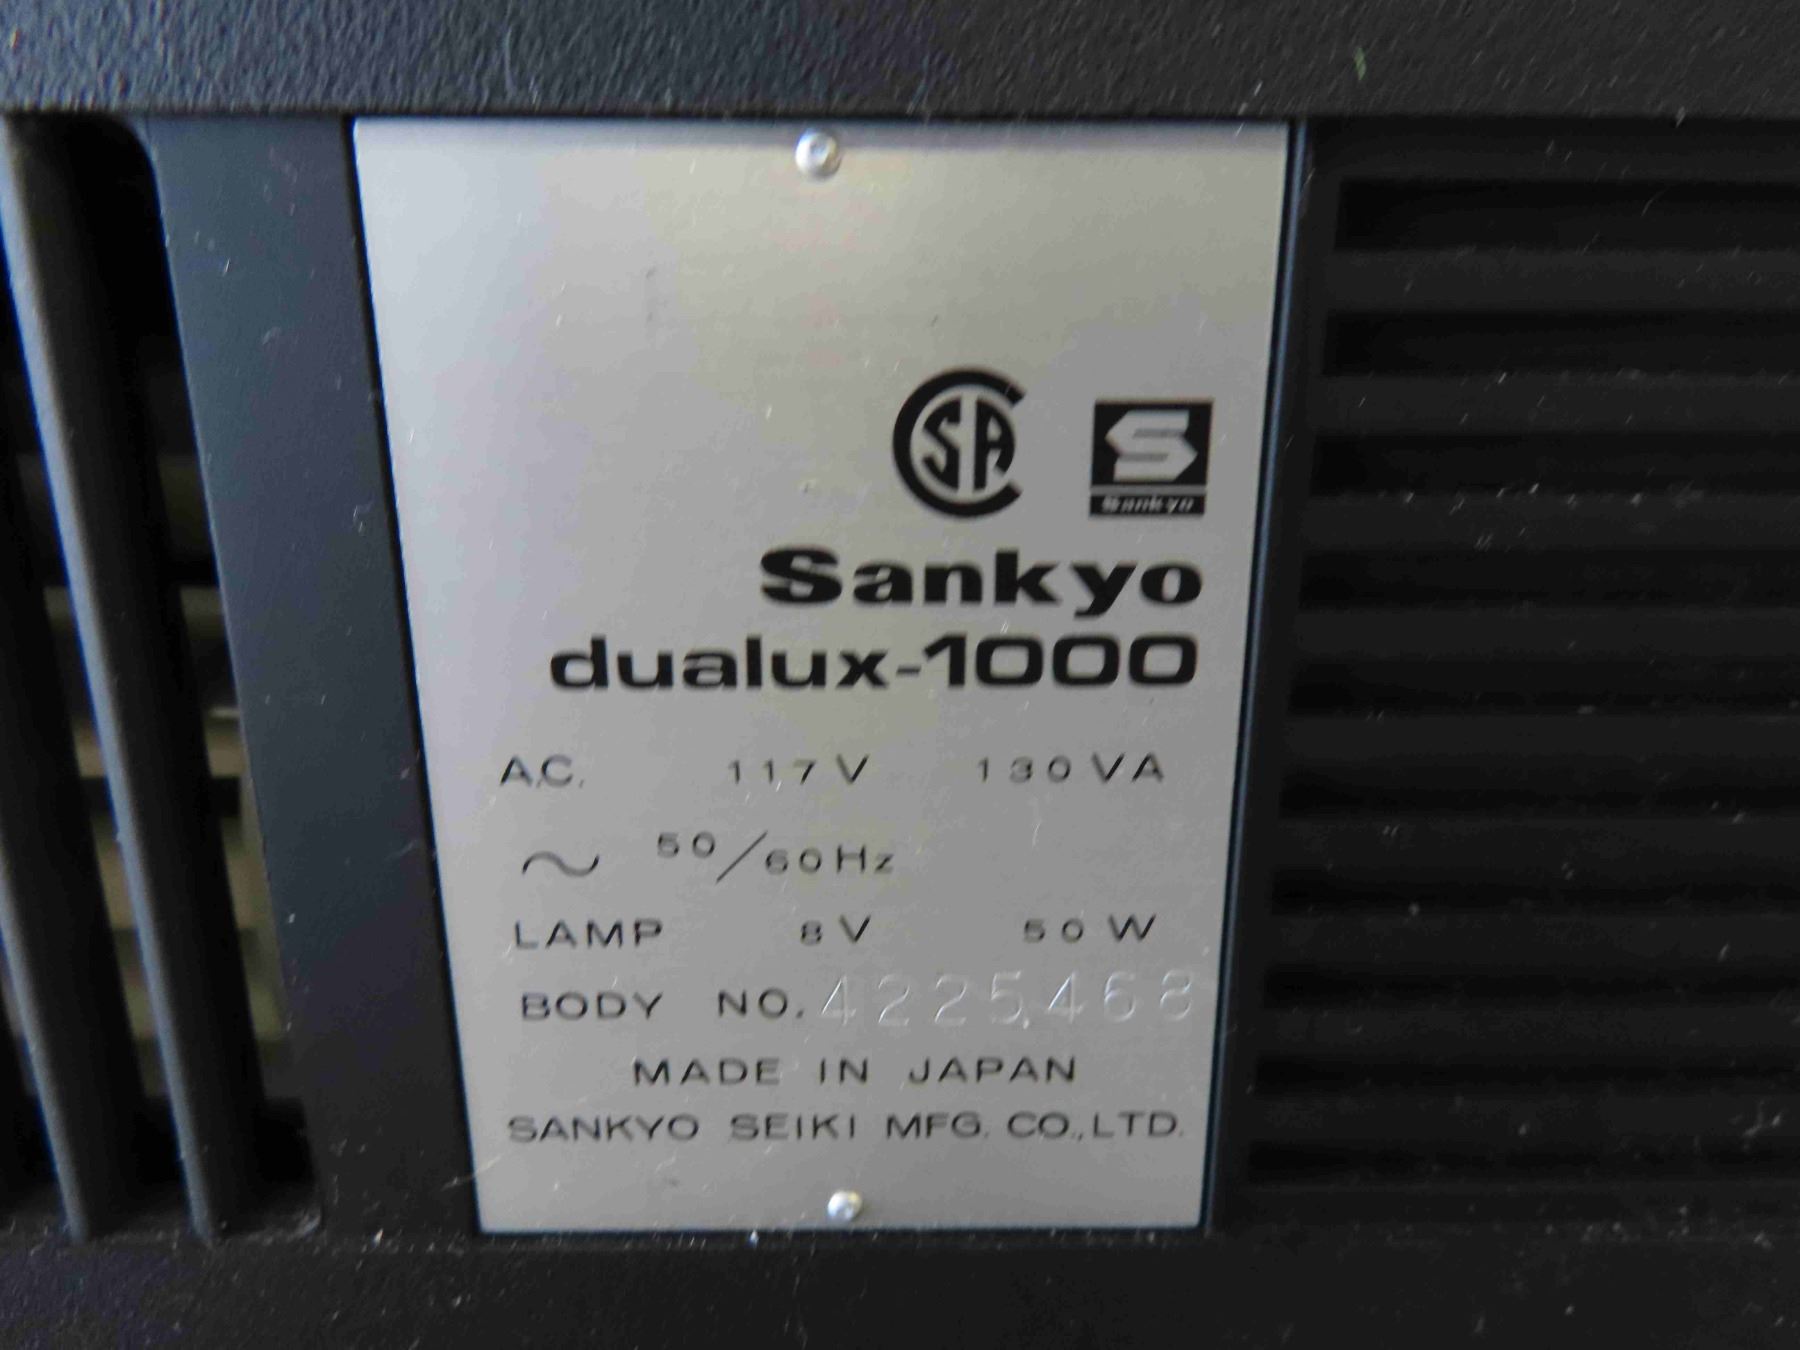 CSA S
Sankyo
Sankyo
dualux-1000
A.C. 117V 130VA
~ 50/60Hz
LAMP 8V 50W
BODY NO. 4225468
MADE IN JAPAN
SANKYO SEIKI MFG. CO., LTD.